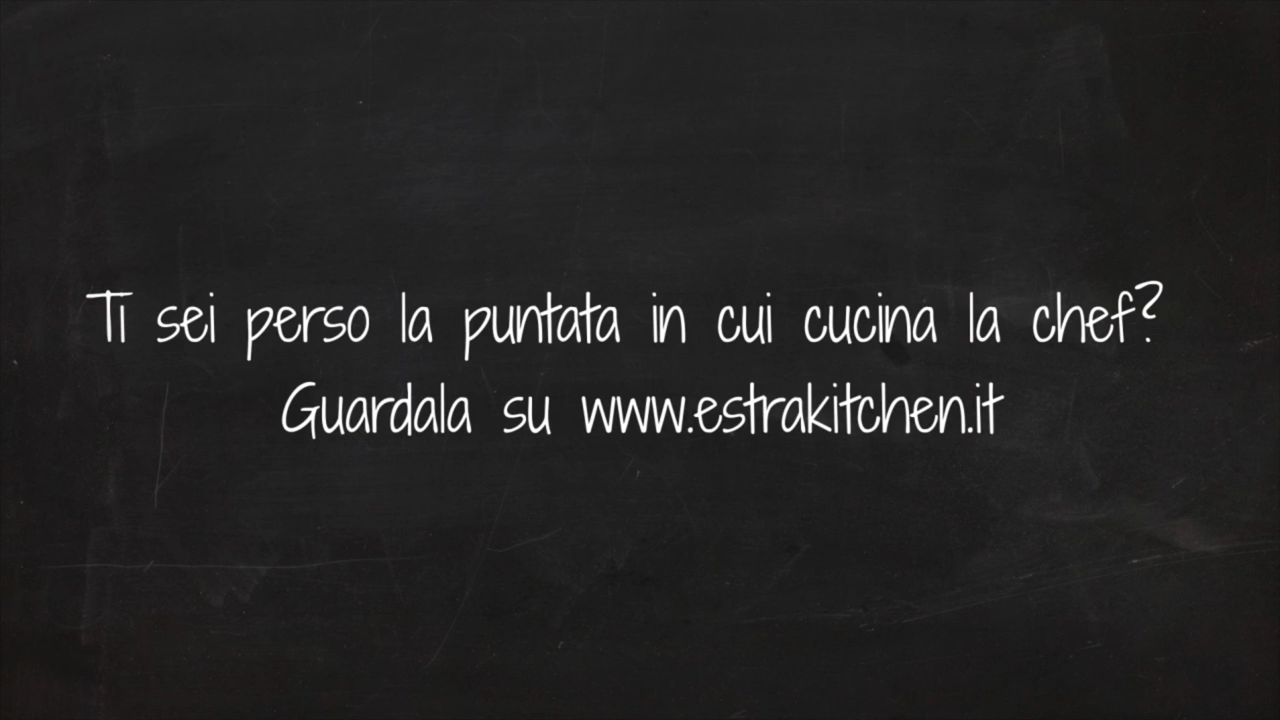 Ti sei perso la puntata in cui cucina la chef?
Guardala su www.estrakitchen.it